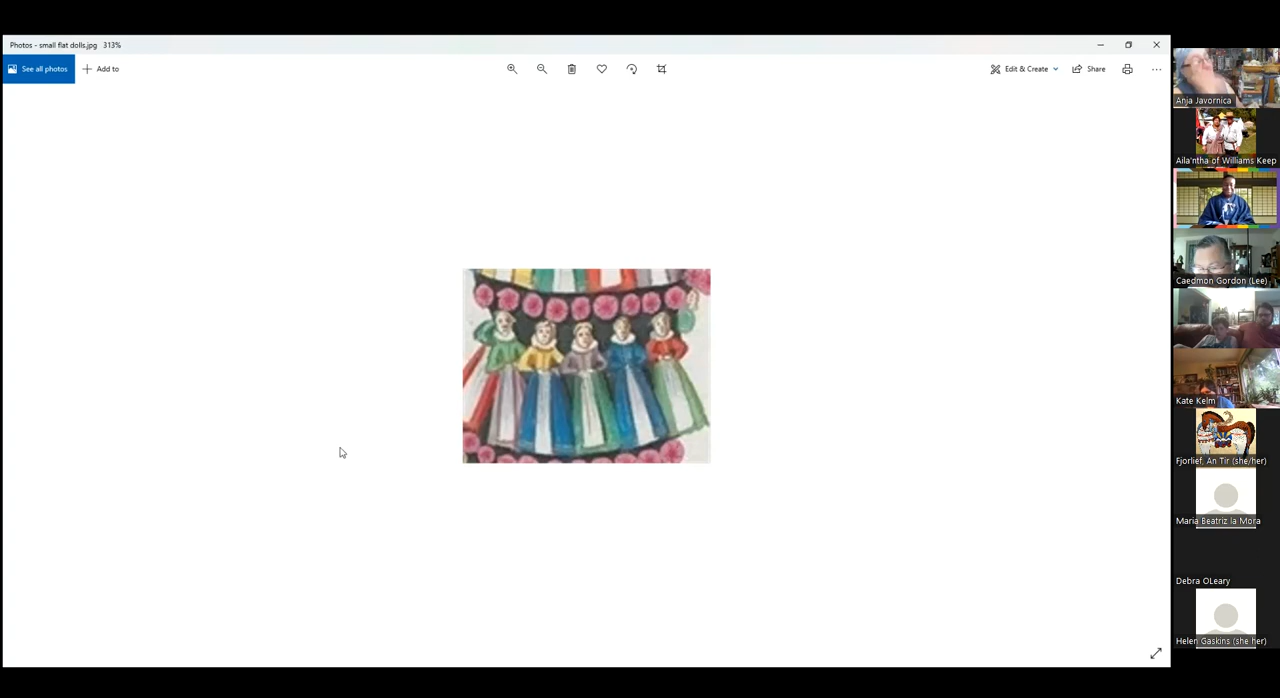 Photos - small flat dolls.jpg 313%
See all photos
Add to
Edit & Create
Share
Anja Javornica
Aila'ntha of Williams Keep
Caedmon Gordon (Lee)
Kate Kelm
Fjorlief, An Tir (she/her)
Maria Beatriz la Mora
Debra OLeary
Helen Gaskins (she her)